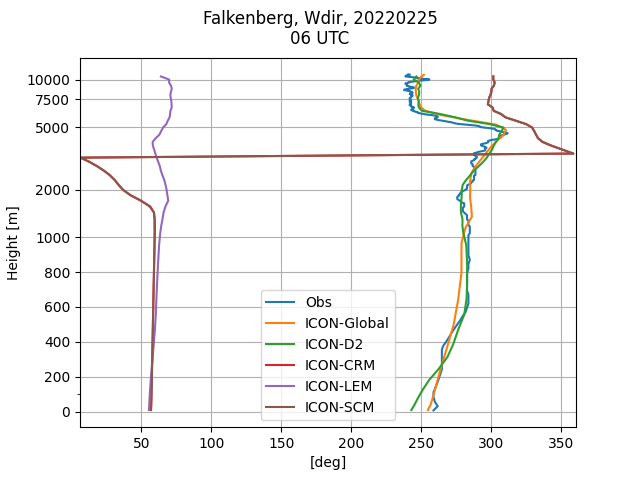 Falkenberg, Wdir, 20220225
06 UTC
10000
7500
5000
2000
1000
800
600
400
200
0
Height [m]
Obs
ICON-Global
ICON-D2
ICON-CRM
ICON-LEM
ICON-SCM
50 100 150 200 250 300 350
[deg]